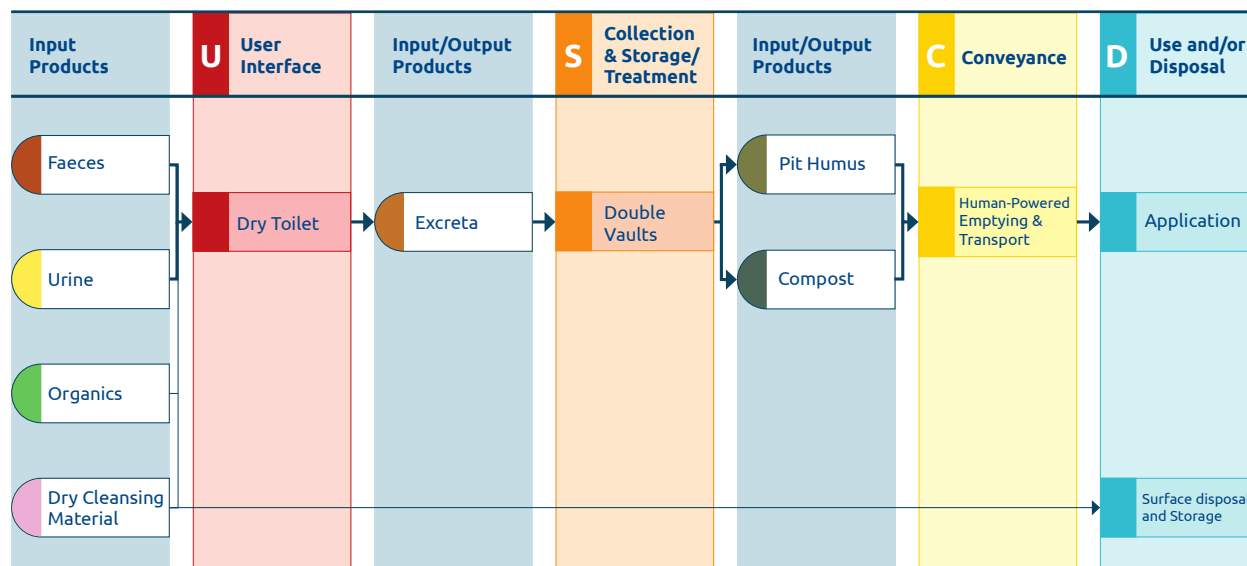 Input
Products
U
User
Interface
Input/Output
Products
S
Collection
& Storage/
Treatment
Input/Output
Products
C
Conveyance
D
Use and/or
Disposal
Faeces
Urine
Organics
Dry Cleansing
Material
Dry Toilet
Excreta
Double
Vaults
Pit Humus
Compost
Human-Powered
Emptying &
Transport
Application
Surface disposa
and Storage